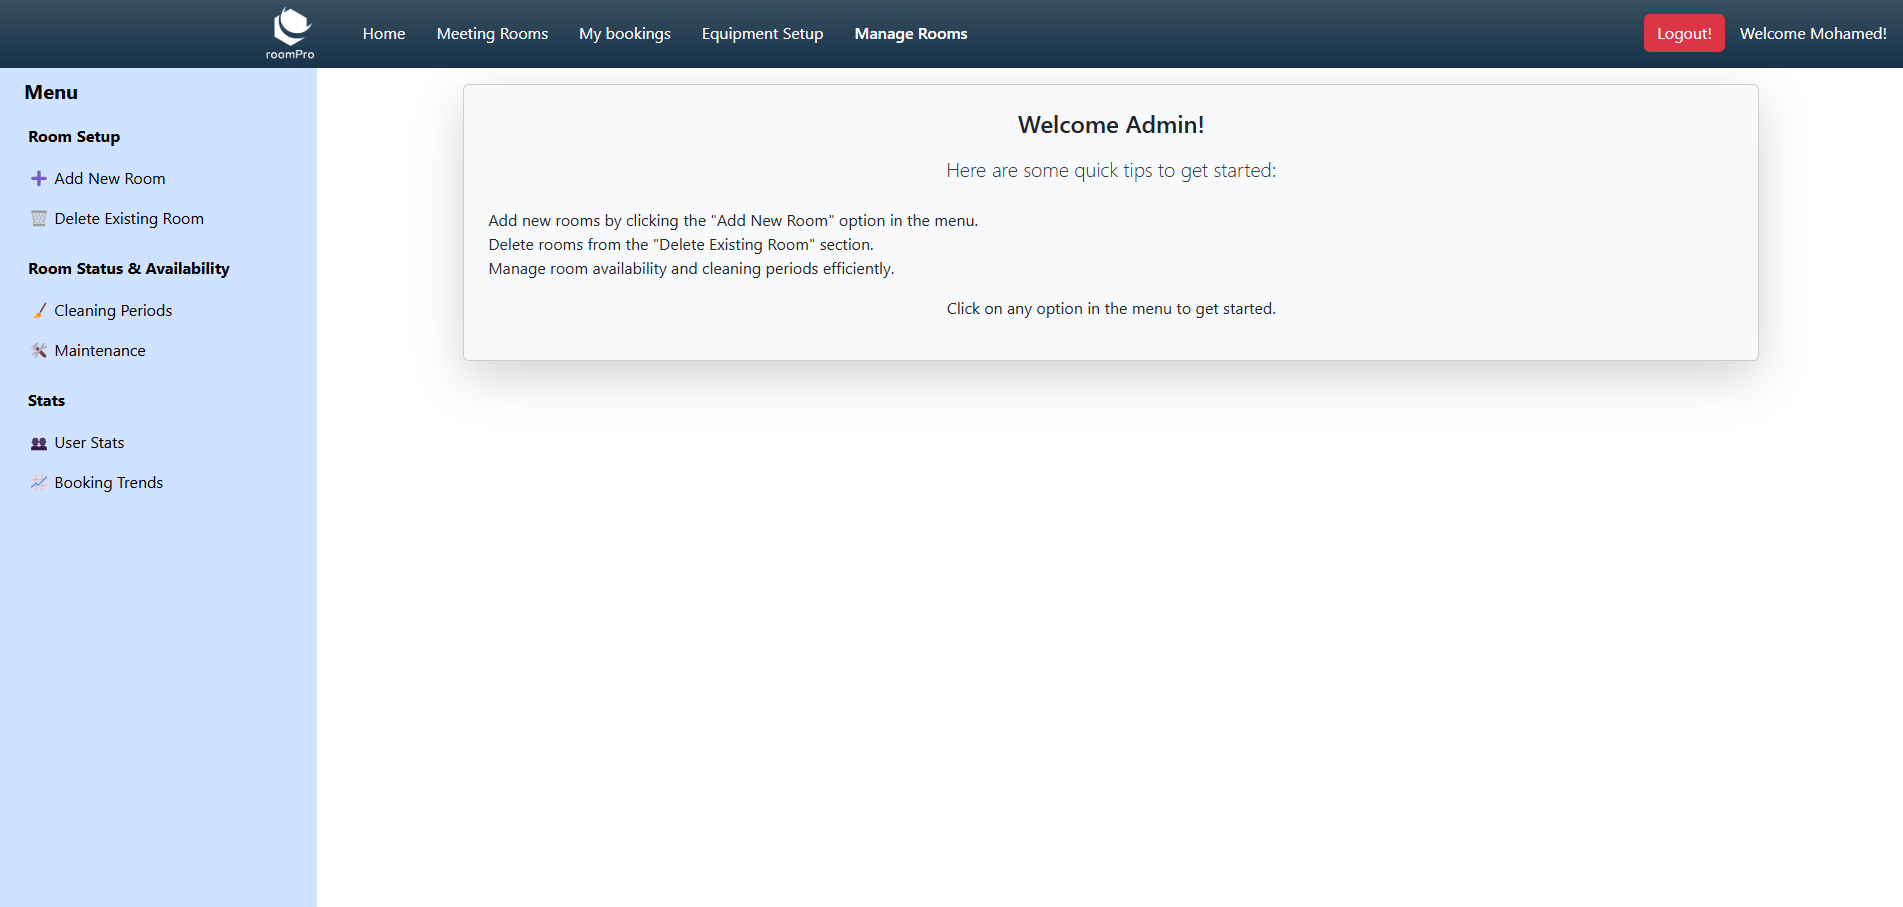 roomPro
Home Meeting Rooms My bookings Equipment Setup Manage Rooms Logout! Welcome Mohamed!
Menu
Room Setup
Add New Room
Delete Existing Room
Room Status & Availability
Cleaning Periods
Maintenance
Stats
User Stats
Booking Trends
Welcome Admin!
Here are some quick tips to get started:
Add new rooms by clicking the "Add New Room" option in the menu.
Delete rooms from the "Delete Existing Room" section.
Manage room availability and cleaning periods efficiently.
Click on any option in the menu to get started.